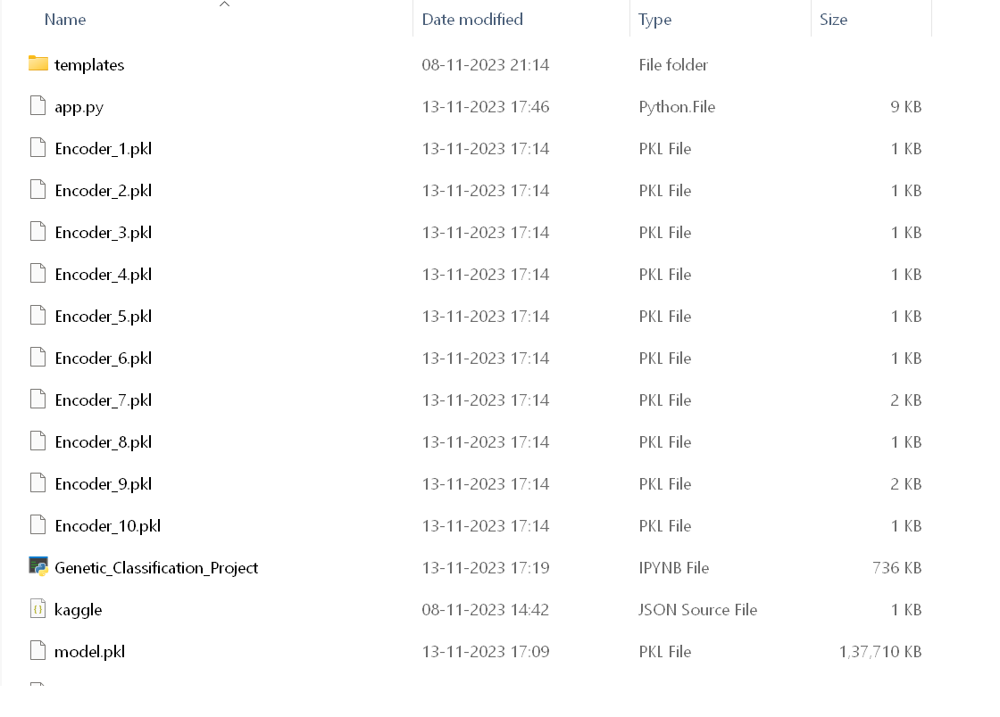 Name Date modified Type Size
templates 08-11-2023 21:14 File folder
app.py 13-11-2023 17:46 Python.File 9 KB
Encoder_1.pkl 13-11-2023 17:14 PKL File 1 KB
Encoder_2.pkl 13-11-2023 17:14 PKL File 1 KB
Encoder_3.pkl 13-11-2023 17:14 PKL File 1 KB
Encoder_4.pkl 13-11-2023 17:14 PKL File 1 KB
Encoder_5.pkl 13-11-2023 17:14 PKL File 1 KB
Encoder_6.pkl 13-11-2023 17:14 PKL File 1 KB
Encoder_7.pkl 13-11-2023 17:14 PKL File 2 KB
Encoder_8.pkl 13-11-2023 17:14 PKL File 1 KB
Encoder_9.pkl 13-11-2023 17:14 PKL File 2 KB
Encoder_10.pkl 13-11-2023 17:14 PKL File 1 KB
Genetic_Classification_Project 13-11-2023 17:19 IPYNB File 736 KB
kaggle 08-11-2023 14:42 JSON Source File 1 KB
model.pkl 13-11-2023 17:09 PKL File 1,37,710 KB